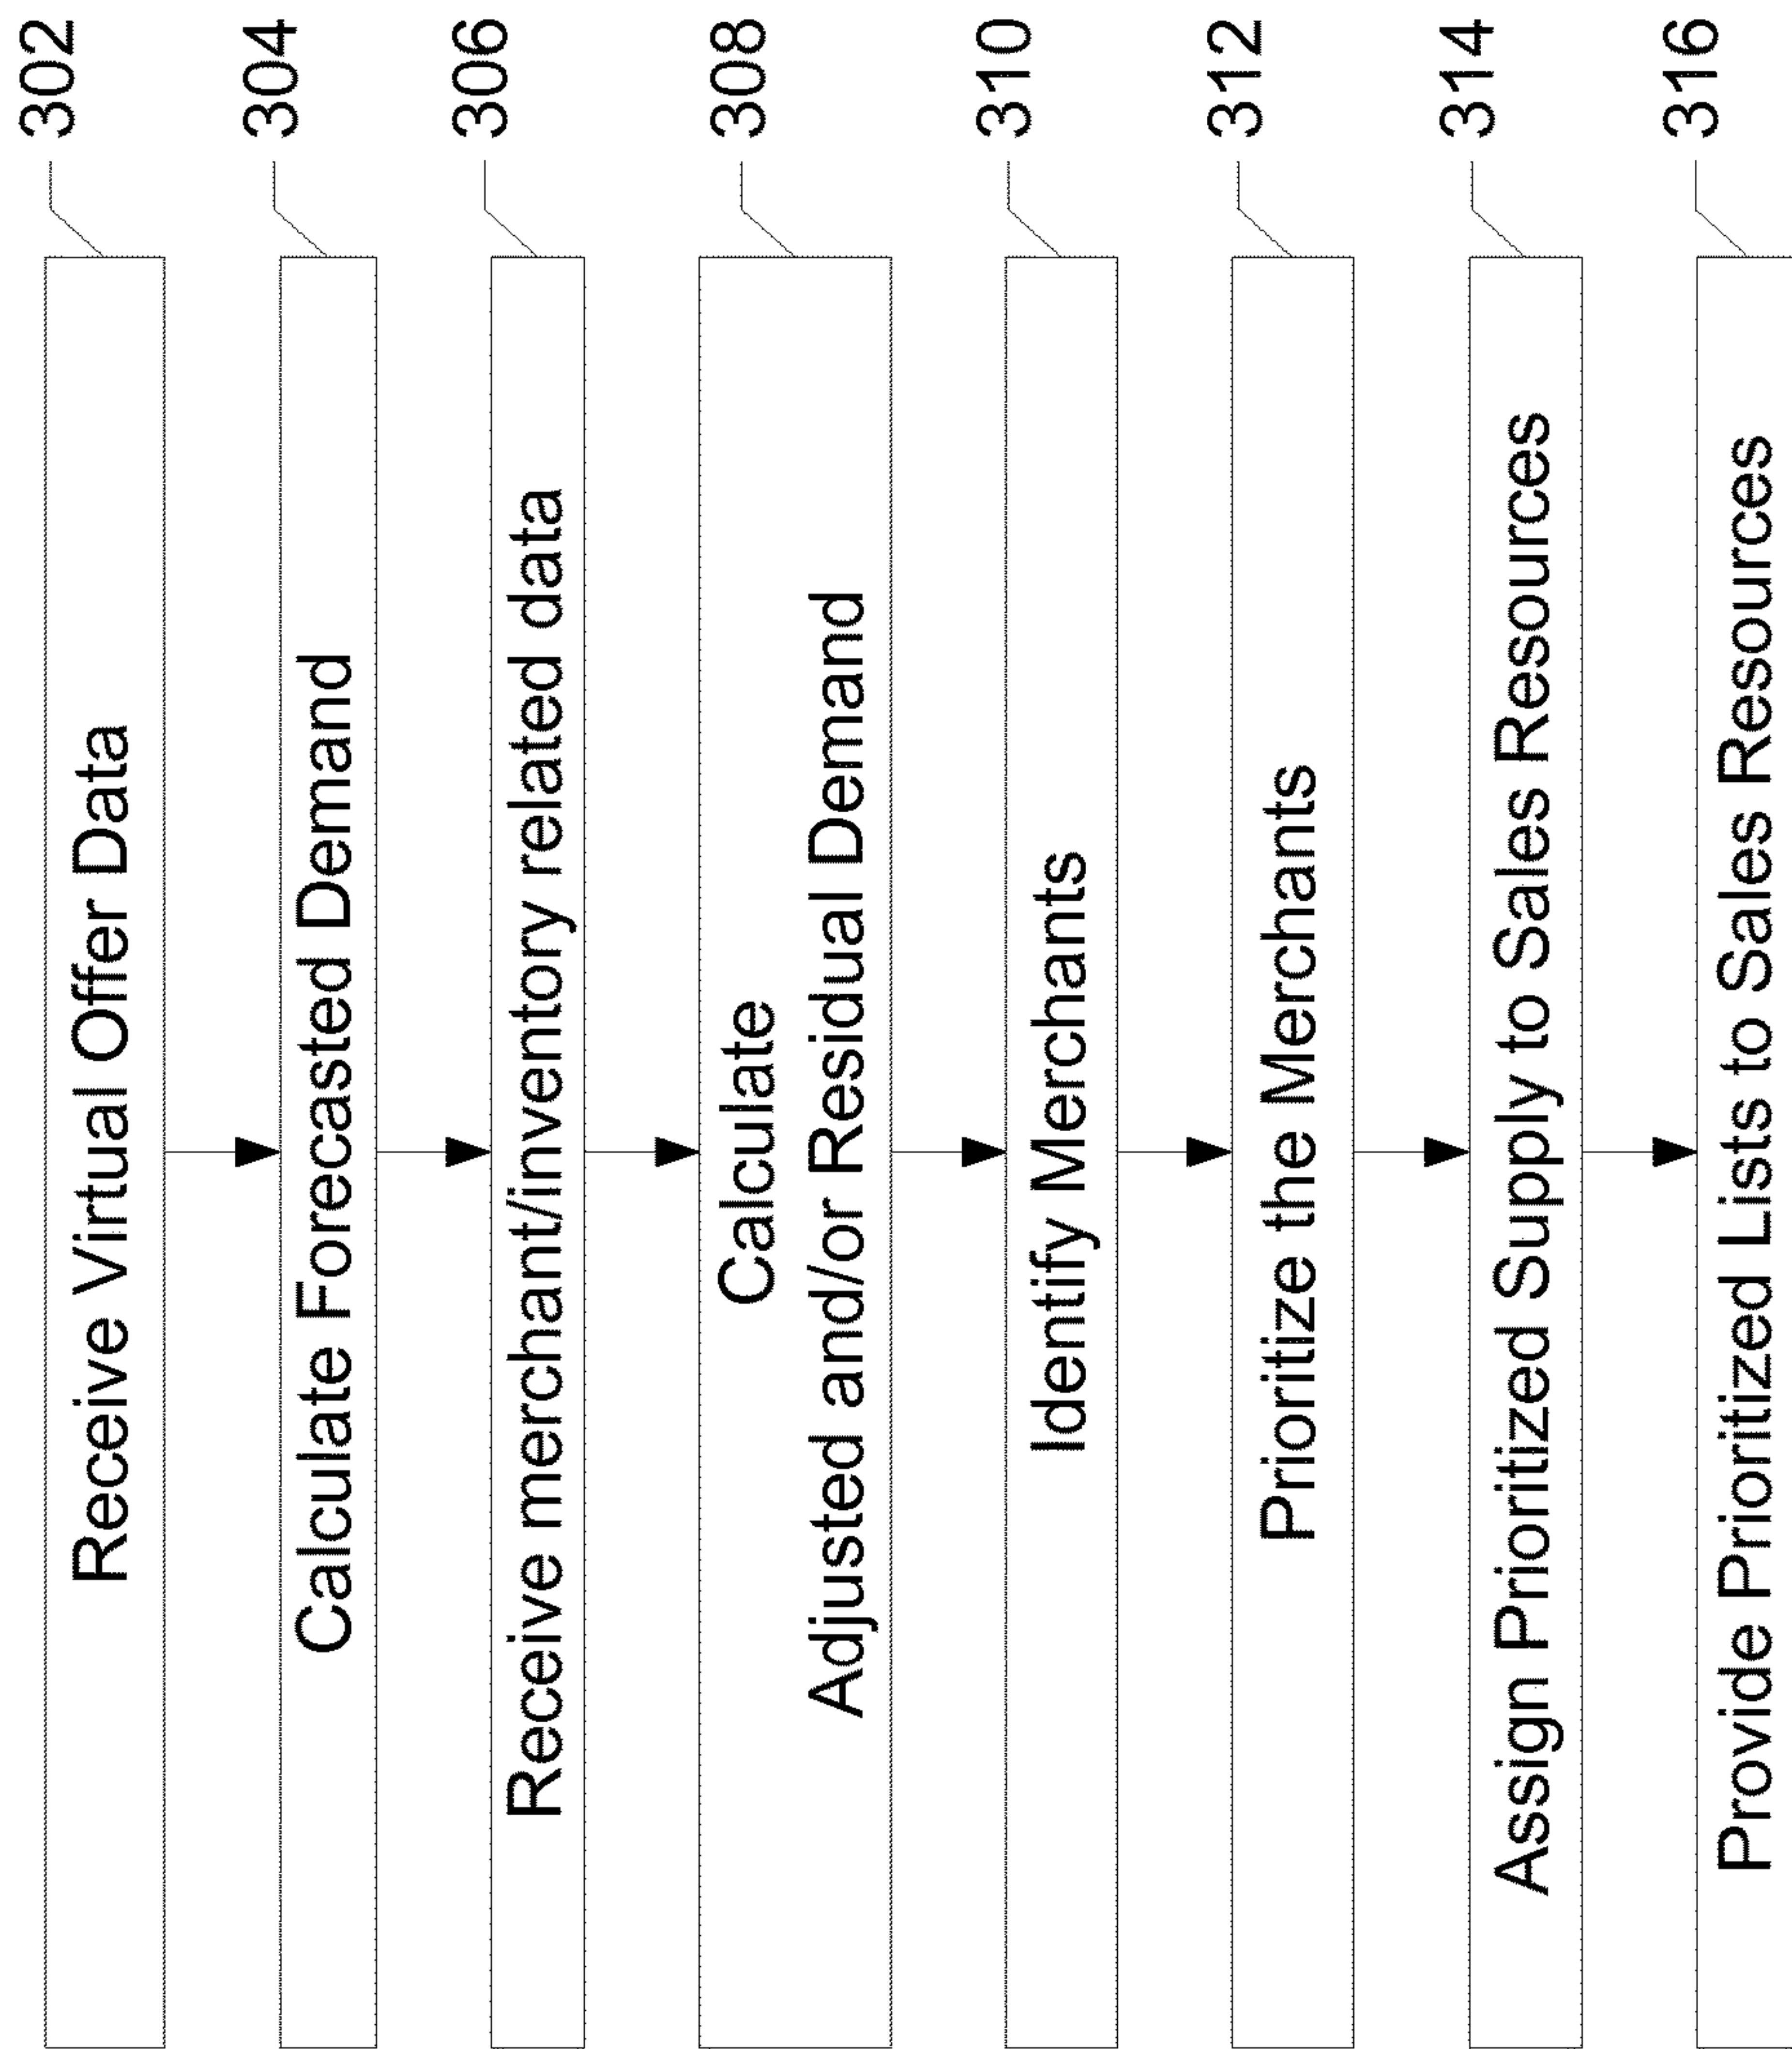 302
Receive Virtual Offer Data
304
Calculate Forecasted Demand
306
Receive merchant/inventory related data
308
Calculate
Adjusted and/or Residual Demand
310
Identify Merchants
312
Prioritize the Merchants
314
Assign Prioritized Supply to Sales Resources
316
Provide Prioritized Lists to Sales Resources